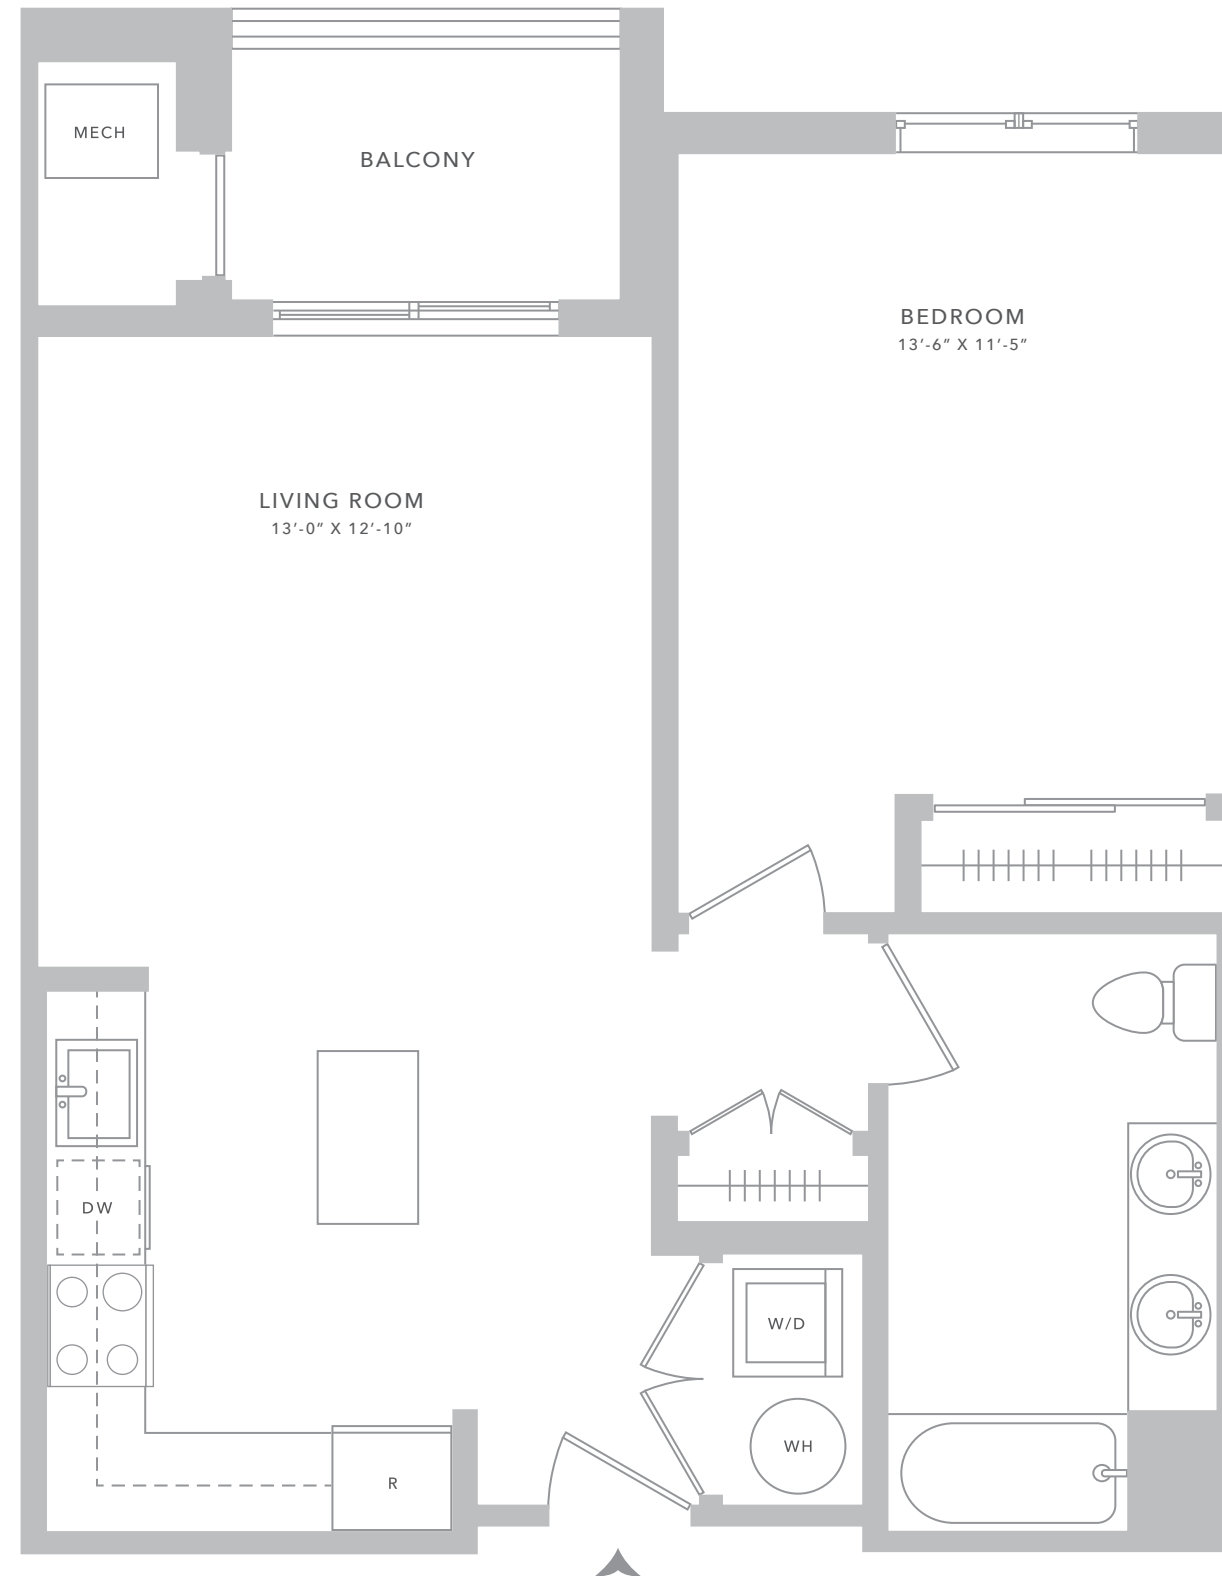 MECH
BALCONY
BEDROOM
13’-6” X 11’-5”
LIVING ROOM
13’-0” X 12’-10”
DW
W/D
WH
R